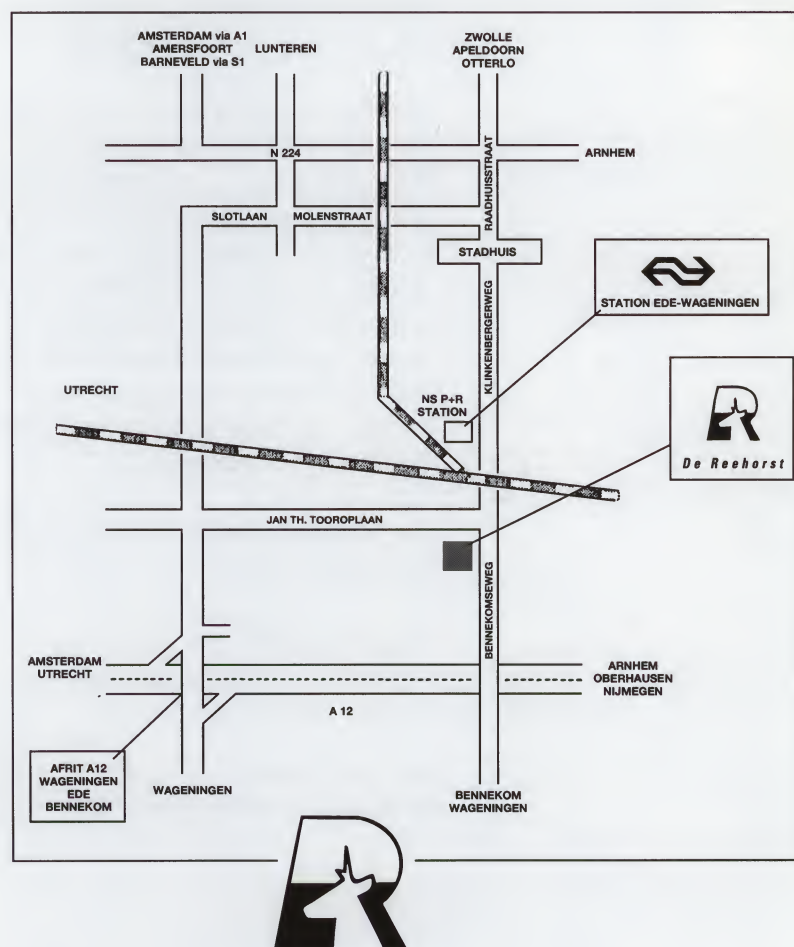 AMSTERDAM via A1
AMERSFOORT
BARNEVELD via S1
LUNTEREN
ZWOLLE
APELDOORN
OTTERLO
N 224
ARNHEM
RAADHUISSTRAAT
SLOTLAAN
MOLENSTRAAT
STADHUIS
STATION EDE-WAGENINGEN
KLINKENBERGERWEG
UTRECHT
NS P+R
STATION
De Reehorst
JAN TH. TOOROPLAAN
BENNEKOMSEWEG
AMSTERDAM
UTRECHT
ARNHEM
OBERHAUSEN
NIJMEGEN
A 12
AFRIT A12
WAGENINGEN
EDE
BENNEKOM
WAGENINGEN
BENNEKOM
WAGENINGEN